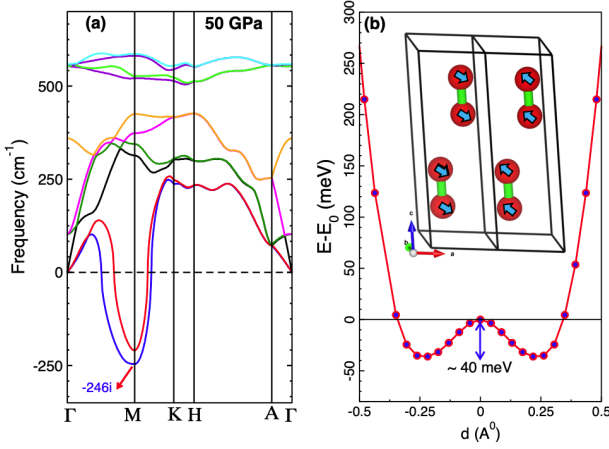 (a)
50 GPa
Frequency (cm⁻¹)
750
500
250
0
-250
-246i
Γ
M
K
H
A
Γ
(b)
E-E₀ (meV)
300
250
200
150
100
50
0
-50
c
b
a
~ 40 meV
-0.5
-0.25
0
0.25
0.5
d (A⁰)